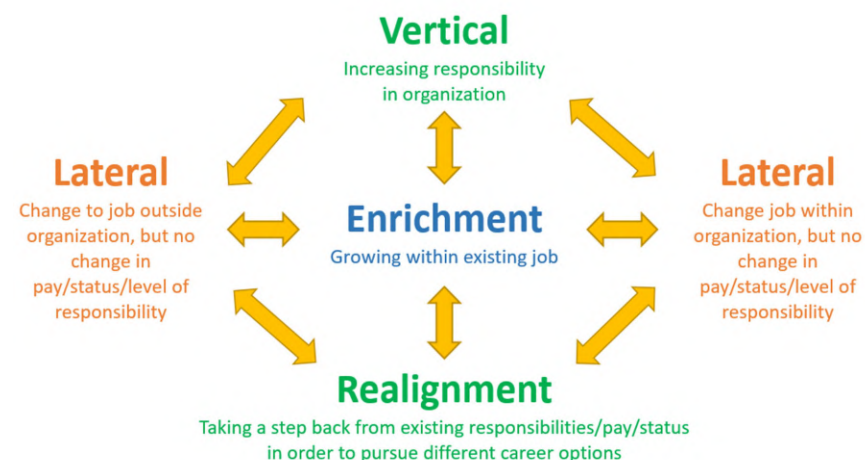 Vertical
Increasing responsibility
in organization
Lateral
Change to job outside
organization, but no
change in
pay/status/level of
responsibility
Enrichment
Growing within existing job
Lateral
Change job within
organization, but no
change in
pay/status/level of
responsibility
Realignment
Taking a step back from existing responsibilities/pay/status
in order to pursue different career options